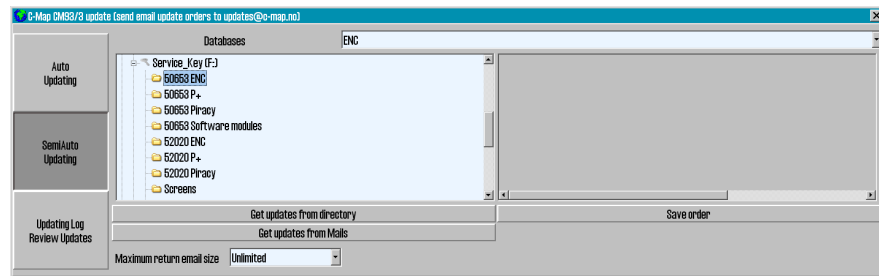 C-Map CM93/3 update (send email update orders to updates@c-map.no)
Auto
Updating
SemiAuto
Updating
Updating Log
Review Updates
Databases
ENC
Service_Key (F:)
50653 ENC
50653 P+
50653 Piracy
50653 Software modules
52020 ENC
52020 P+
52020 Piracy
Screens
Get updates from directory
Save order
Get updates from Mails
Maximum return email size
Unlimited